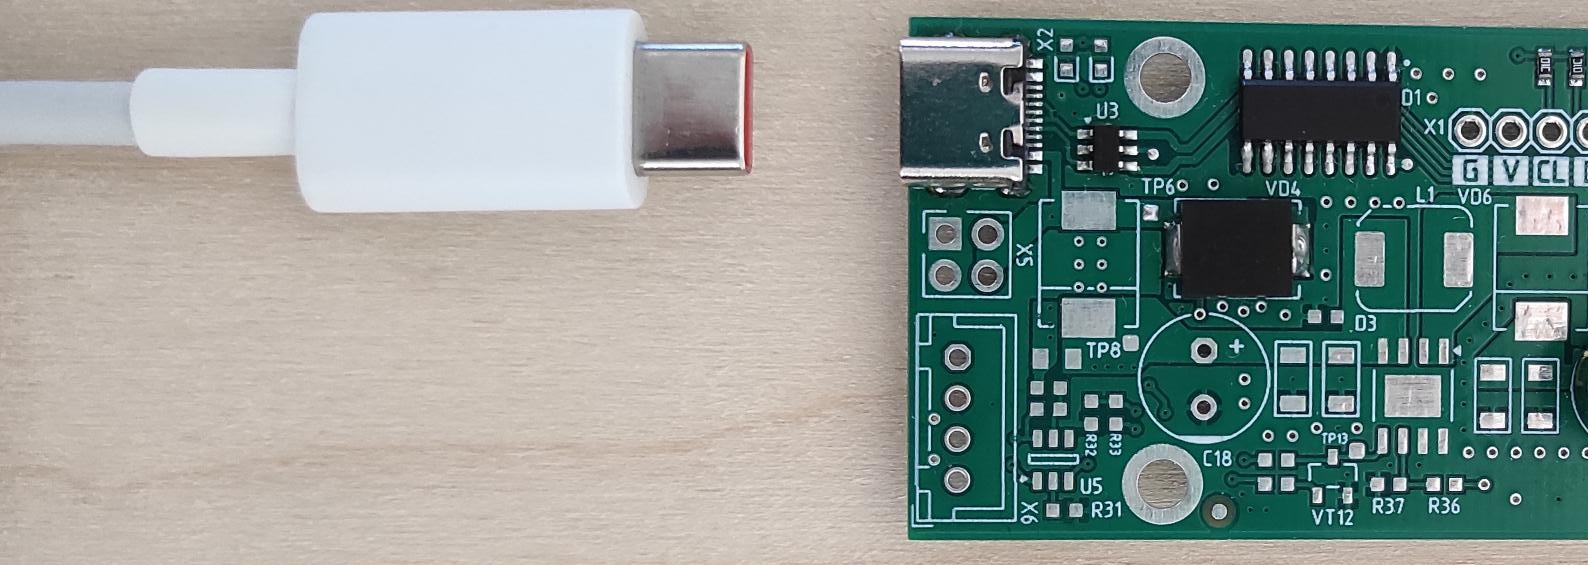 X2
U3
D1
X1
G V CL
TP6
VD4
L1
VD6
X5
D3
TP8
+
R32
R33
TP13
C18
U5
X6
R31
VT12
R37
R36